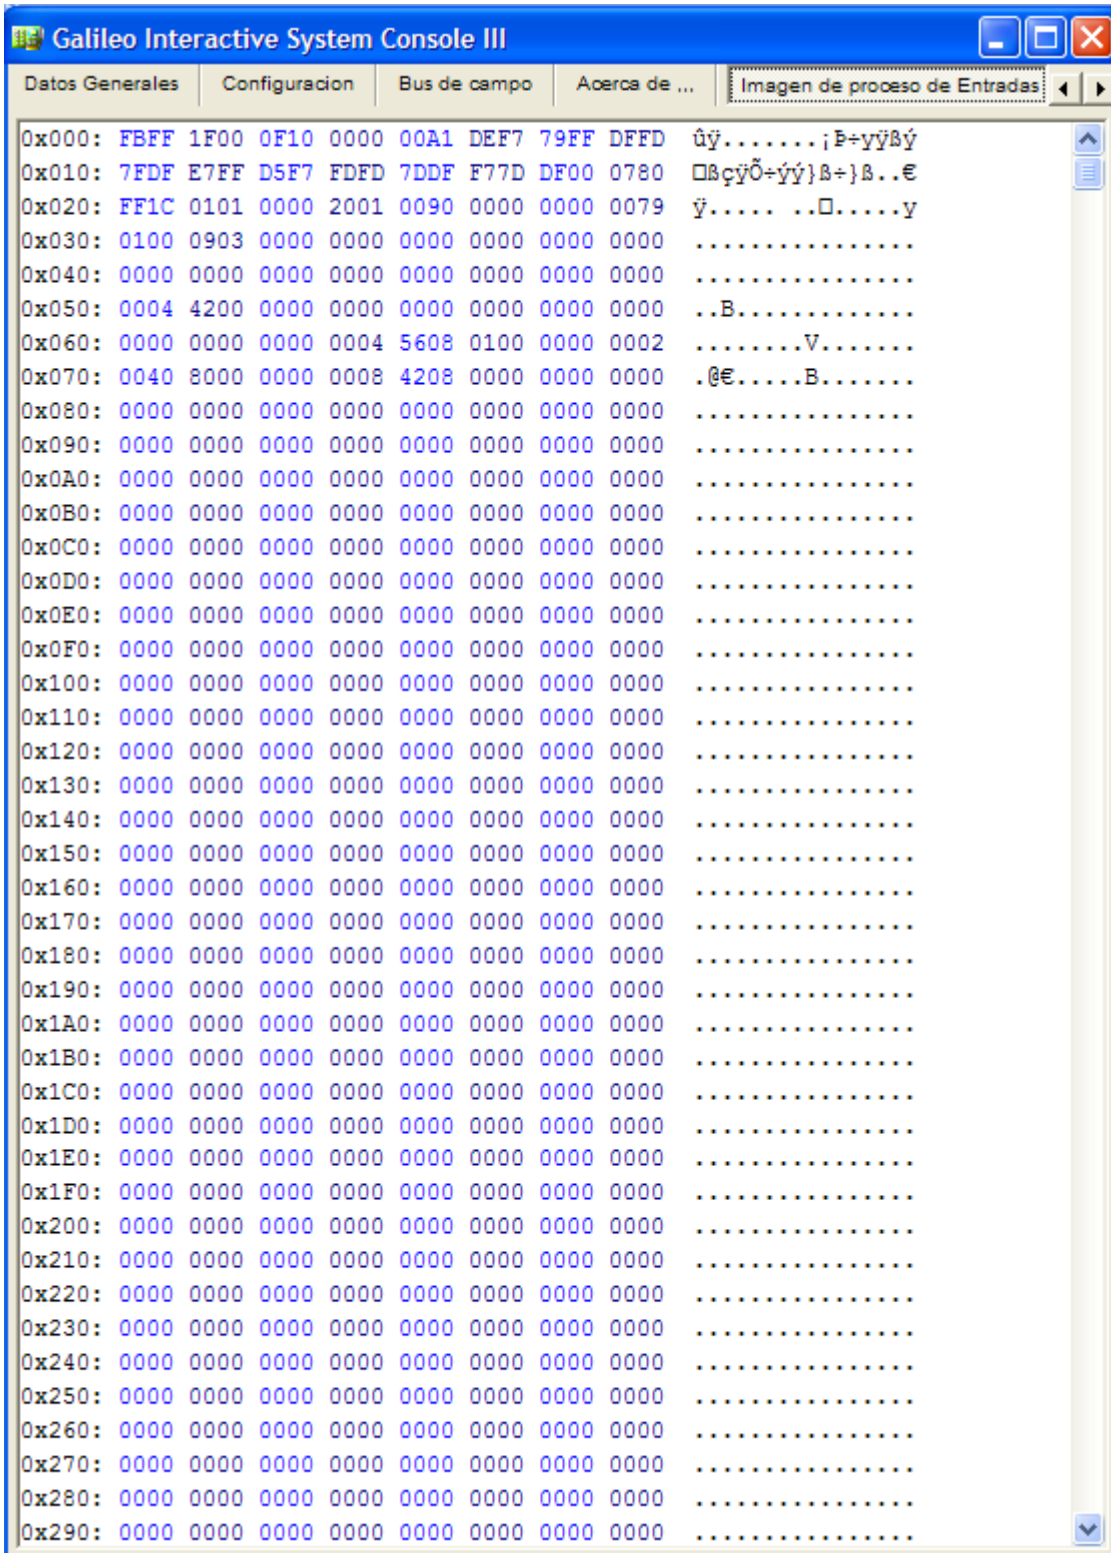 Galileo Interactive System Console III
Datos Generales Configuracion Bus de campo Acerca de ... Imagen de proceso de Entradas
0x000: FBFF 1F00 0F10 0000 00A1 DEF7 79FF DFFD ûÿ.......¡Þ÷yÿßý
0x010: 7FDF E7FF D5F7 FDFD 7DDF F77D DF00 0780 □ßçÿÕ÷ýý}ß÷}ß..€
0x020: FF1C 0101 0000 2001 0090 0000 0000 0079 ÿ..... ..□.....y
0x030: 0100 0903 0000 0000 0000 0000 0000 0000 ................
0x040: 0000 0000 0000 0000 0000 0000 0000 0000 ................
0x050: 0004 4200 0000 0000 0000 0000 0000 0000 ..B.............
0x060: 0000 0000 0000 0004 5608 0100 0000 0002 ........V.......
0x070: 0040 8000 0000 0008 4208 0000 0000 0000 .@€.....B.......
0x080: 0000 0000 0000 0000 0000 0000 0000 0000 ................
0x090: 0000 0000 0000 0000 0000 0000 0000 0000 ................
0x0A0: 0000 0000 0000 0000 0000 0000 0000 0000 ................
0x0B0: 0000 0000 0000 0000 0000 0000 0000 0000 ................
0x0C0: 0000 0000 0000 0000 0000 0000 0000 0000 ................
0x0D0: 0000 0000 0000 0000 0000 0000 0000 0000 ................
0x0E0: 0000 0000 0000 0000 0000 0000 0000 0000 ................
0x0F0: 0000 0000 0000 0000 0000 0000 0000 0000 ................
0x100: 0000 0000 0000 0000 0000 0000 0000 0000 ................
0x110: 0000 0000 0000 0000 0000 0000 0000 0000 ................
0x120: 0000 0000 0000 0000 0000 0000 0000 0000 ................
0x130: 0000 0000 0000 0000 0000 0000 0000 0000 ................
0x140: 0000 0000 0000 0000 0000 0000 0000 0000 ................
0x150: 0000 0000 0000 0000 0000 0000 0000 0000 ................
0x160: 0000 0000 0000 0000 0000 0000 0000 0000 ................
0x170: 0000 0000 0000 0000 0000 0000 0000 0000 ................
0x180: 0000 0000 0000 0000 0000 0000 0000 0000 ................
0x190: 0000 0000 0000 0000 0000 0000 0000 0000 ................
0x1A0: 0000 0000 0000 0000 0000 0000 0000 0000 ................
0x1B0: 0000 0000 0000 0000 0000 0000 0000 0000 ................
0x1C0: 0000 0000 0000 0000 0000 0000 0000 0000 ................
0x1D0: 0000 0000 0000 0000 0000 0000 0000 0000 ................
0x1E0: 0000 0000 0000 0000 0000 0000 0000 0000 ................
0x1F0: 0000 0000 0000 0000 0000 0000 0000 0000 ................
0x200: 0000 0000 0000 0000 0000 0000 0000 0000 ................
0x210: 0000 0000 0000 0000 0000 0000 0000 0000 ................
0x220: 0000 0000 0000 0000 0000 0000 0000 0000 ................
0x230: 0000 0000 0000 0000 0000 0000 0000 0000 ................
0x240: 0000 0000 0000 0000 0000 0000 0000 0000 ................
0x250: 0000 0000 0000 0000 0000 0000 0000 0000 ................
0x260: 0000 0000 0000 0000 0000 0000 0000 0000 ................
0x270: 0000 0000 0000 0000 0000 0000 0000 0000 ................
0x280: 0000 0000 0000 0000 0000 0000 0000 0000 ................
0x290: 0000 0000 0000 0000 0000 0000 0000 0000 ................